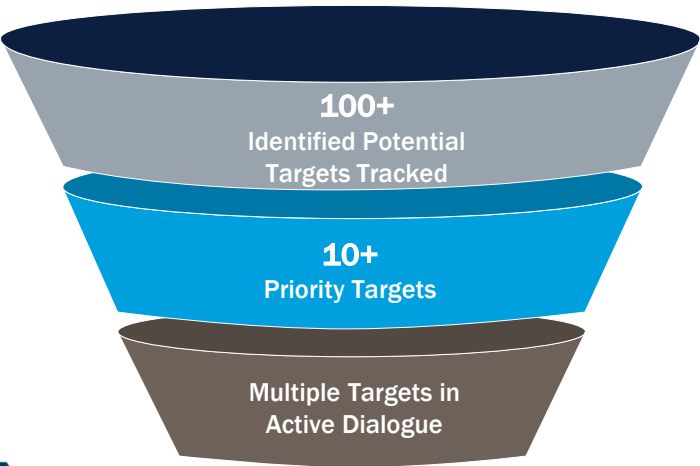 100+
Identified Potential
Targets Tracked
10+
Priority Targets
Multiple Targets in
Active Dialogue